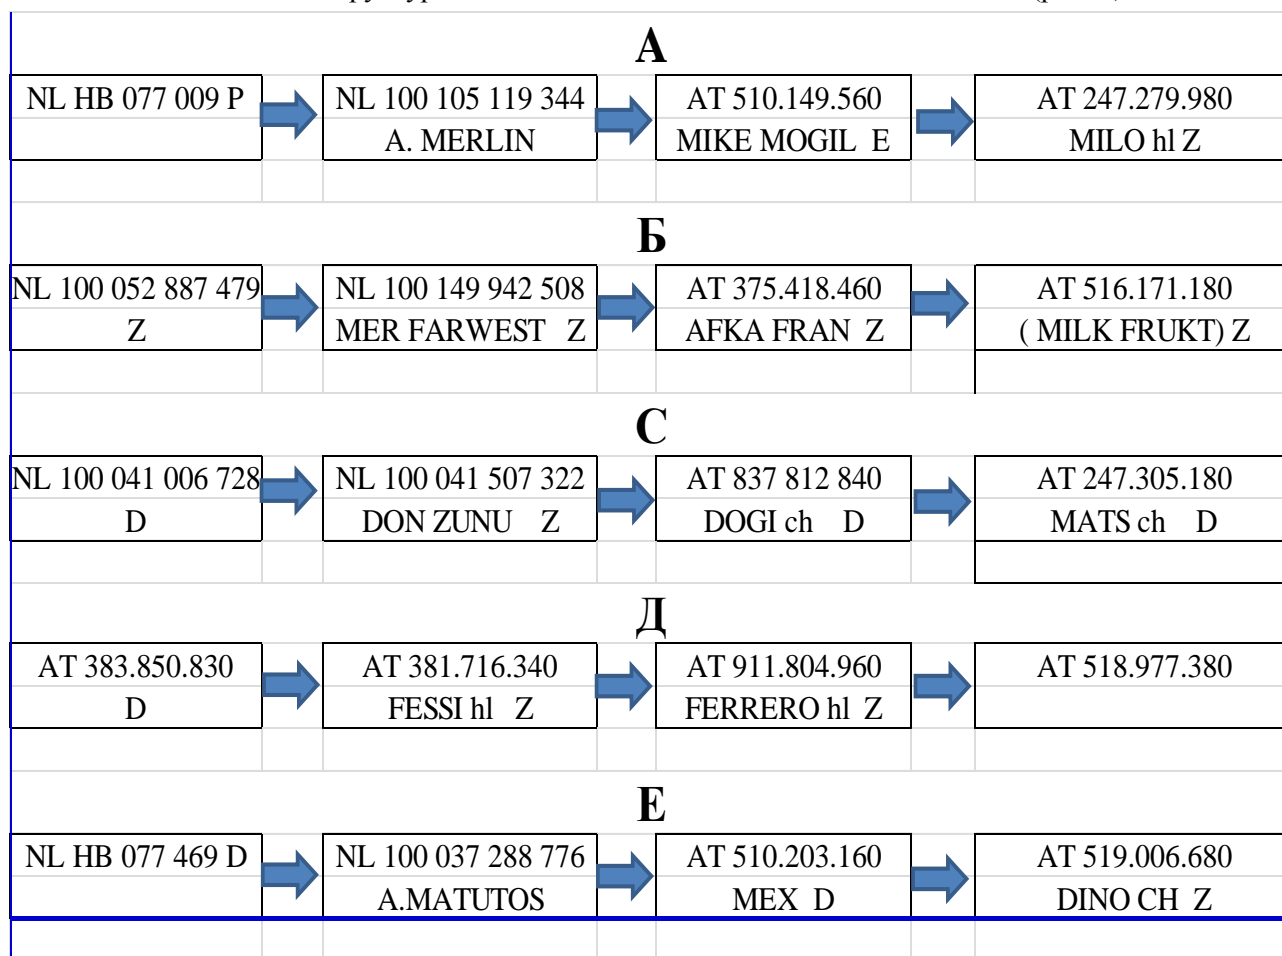 А
NL HB 077 009 P
NL 100 105 119 344
AT 510.149.560
AT 247.279.980
A. MERLIN
MIKE MOGIL E
MILO hl Z
Б
NL 100 052 887 479
NL 100 149 942 508
AT 375.418.460
AT 516.171.180
Z
MER FARWEST Z
AFKA FRAN Z
( MILK FRUKT) Z
С
NL 100 041 006 728
NL 100 041 507 322
AT 837 812 840
AT 247.305.180
D
DON ZUNU Z
DOGI ch D
MATS ch D
Д
AT 383.850.830
AT 381.716.340
AT 911.804.960
AT 518.977.380
D
FESSI hl Z
FERRERO hl Z
Е
NL HB 077 469 D
NL 100 037 288 776
AT 510.203.160
AT 519.006.680
A.MATUTOS
MEX D
DINO CH Z